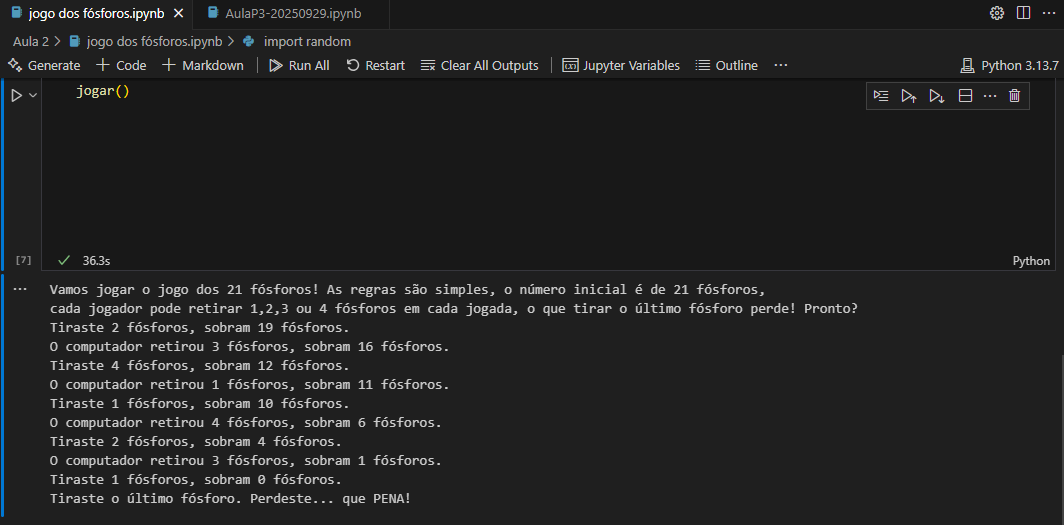 jogo dos fósforos.ipynb AulaP3-20250929.ipynb
Aula 2 > jogo dos fósforos.ipynb > import random
Generate + Code + Markdown Run All Restart Clear All Outputs Jupyter Variables Outline ... Python 3.13.7
jogar()
[7] 36.3s Python
Vamos jogar o jogo dos 21 fósforos! As regras são simples, o número inicial é de 21 fósforos,
cada jogador pode retirar 1,2,3 ou 4 fósforos em cada jogada, o que tirar o último fósforo perde! Pronto?
Tiraste 2 fósforos, sobram 19 fósforos.
O computador retirou 3 fósforos, sobram 16 fósforos.
Tiraste 4 fósforos, sobram 12 fósforos.
O computador retirou 1 fósforos, sobram 11 fósforos.
Tiraste 1 fósforos, sobram 10 fósforos.
O computador retirou 4 fósforos, sobram 6 fósforos.
Tiraste 2 fósforos, sobram 4 fósforos.
O computador retirou 3 fósforos, sobram 1 fósforos.
Tiraste 1 fósforos, sobram 0 fósforos.
Tiraste o último fósforo. Perdeste... que PENA!